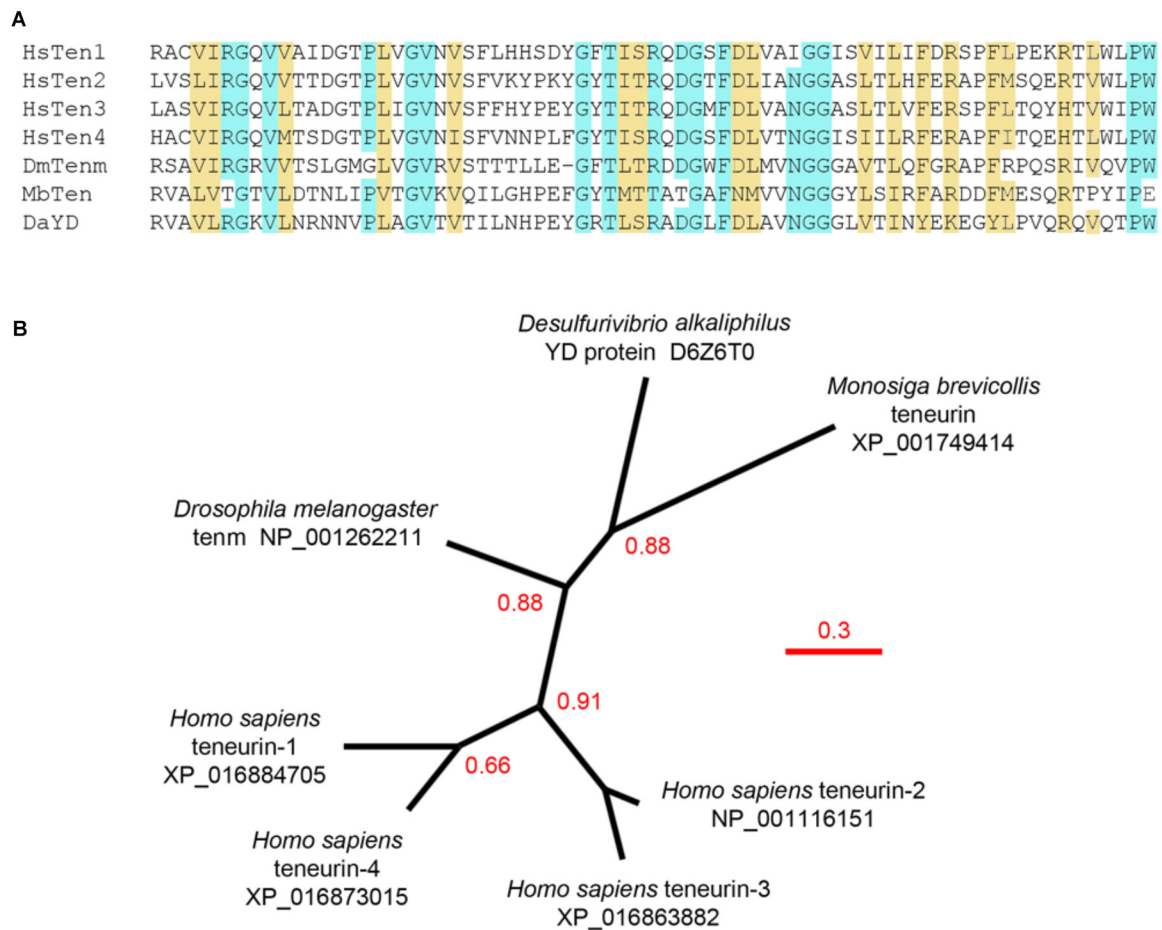 A
HsTen1 RACVIRGQVVAIDGTPLVGVNVSFLHHSDYGFTISRQDGSFDLVAIGGISVILIFDRSPFLPEKRTLWLPW
HsTen2 LVSLIRGQVVTTDGTPLVGVNVSFVKYPKYGYTITRQDGTFDLIANGGASLTLHFERAPFMSQERTVWLPW
HsTen3 LASVIRGQVLTADGTPLIGVNVSFFHYPEYGYTITRQDGMFDLVANGGASLTLVFERSPFLTQYHTVWIPW
HsTen4 HACVIRGQVMTSDGTPLVGVNISFVNNPLFGYTISRQDGSFDLVTNGGISIILRFERAPFITQEHTLWLPW
DmTenm RSAVIRGRVVTSLGMGLVGVRVSTTTLLE-GFTLTRDDGWFDLMVNGGGAVTLQFGRAPFRPQSRIVQVPW
MbTen RVALVTGTVLDTNLTPVTGVKVQILGHPEFGYTMTTATGAFNMVVNGGGYLSIRFARDDFMESQRTPYIPE
DaYD RVAVLRGKVLNRNNVPLAGVTVTILNHPEYGRTLSRADGLFDLAVNGGGLVTINYEKEGYLPVQRQVQTPW
B
Desulfurivibrio alkaliphilus
YD protein D6Z6T0
Monosiga brevicollis
teneurin
XP_001749414
Drosophila melanogaster
tenm NP_001262211
0.88
0.88
0.3
0.91
Homo sapiens
teneurin-1
XP_016884705
0.66
Homo sapiens teneurin-2
NP_001116151
Homo sapiens
teneurin-4
XP_016873015
Homo sapiens teneurin-3
XP_016863882